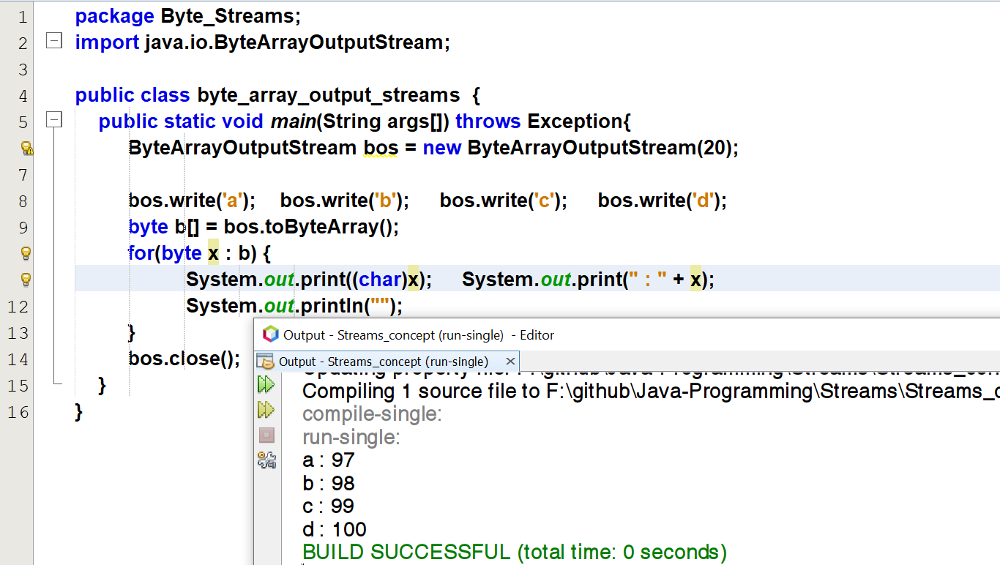 1 package Byte_Streams;
2 import java.io.ByteArrayOutputStream;
3
4 public class byte_array_output_streams {
5 public static void main(String args[]) throws Exception{
ByteArrayOutputStream bos = new ByteArrayOutputStream(20);
7
8 bos.write('a'); bos.write('b'); bos.write('c'); bos.write('d');
9 byte b[] = bos.toByteArray();
for(byte x : b) {
System.out.print((char)x); System.out.print(" : " + x);
12 System.out.println("");
13 }
14 bos.close();
15 }
16 }
Output - Streams_concept (run-single) - Editor
Output - Streams_concept (run-single)
Updating property file:
Compiling 1 source file to F:\github\Java-Programming\Streams\Streams_
compile-single:
run-single:
a : 97
b : 98
c : 99
d : 100
BUILD SUCCESSFUL (total time: 0 seconds)